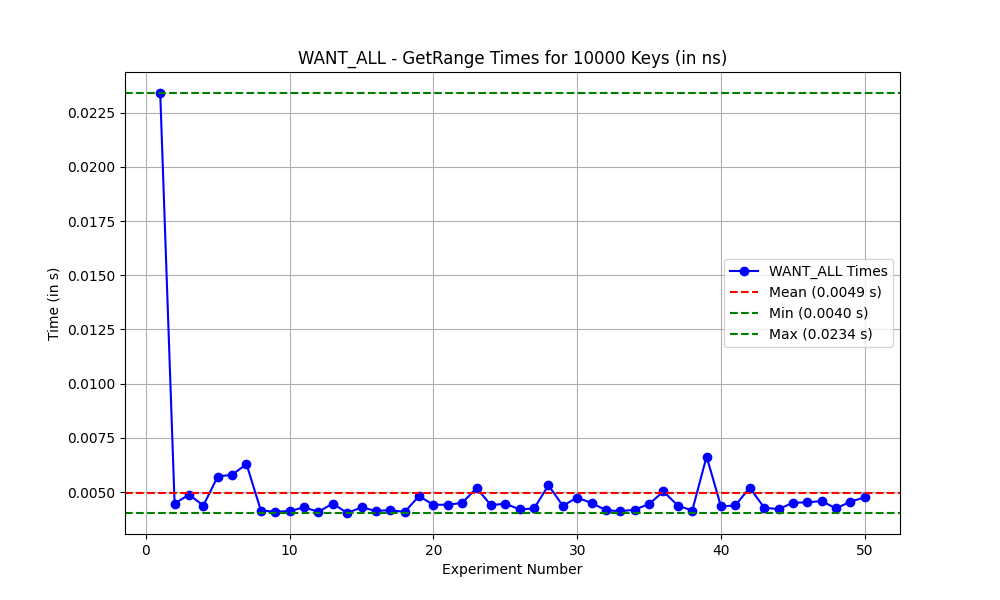 WANT_ALL - GetRange Times for 10000 Keys (in ns)
Time (in s)
0.0225
0.0200
0.0175
0.0150
0.0125
0.0100
0.0075
0.0050
WANT_ALL Times
Mean (0.0049 s)
Min (0.0040 s)
Max (0.0234 s)
0 10 20 30 40 50
Experiment Number